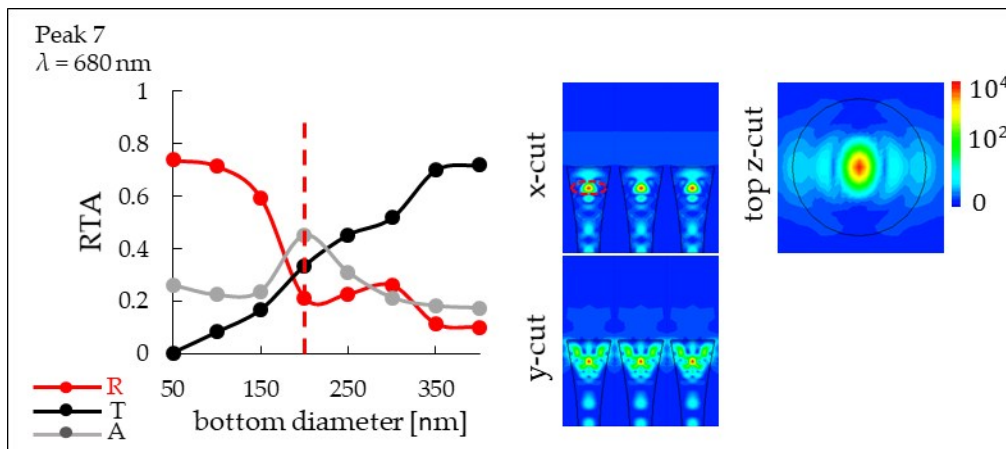 Peak 7
λ = 680 nm
1
0.8
0.6
0.4
0.2
0
RTA
50 150 250 350
bottom diameter [nm]
R
T
A
x-cut
y-cut
top z-cut
10⁴
10²
0